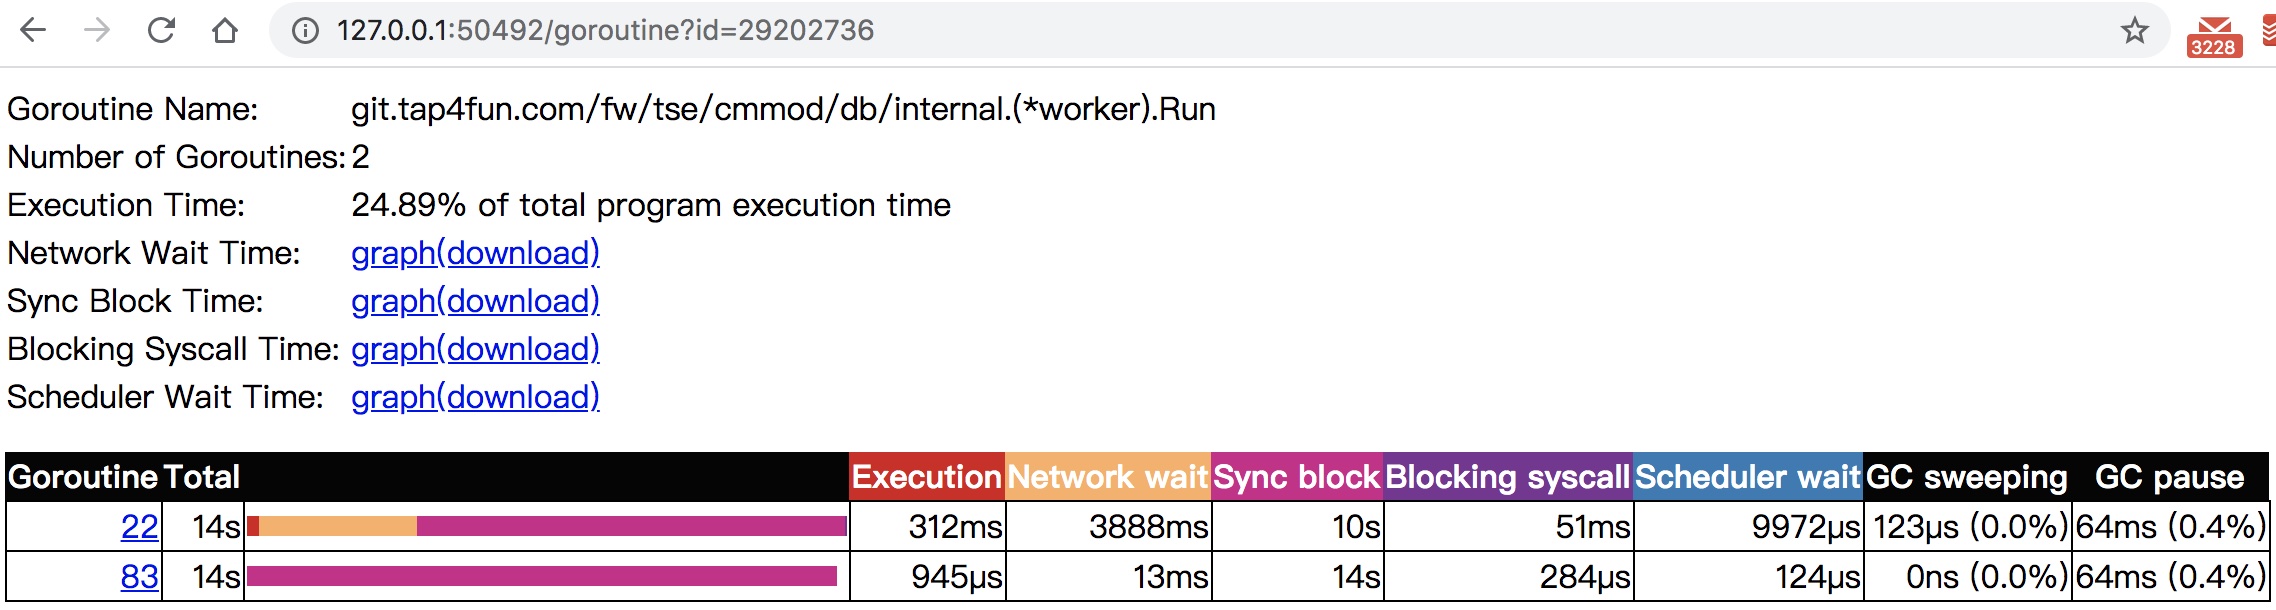 127.0.0.1:50492/goroutine?id=29202736
3228
Goroutine Name: git.tap4fun.com/fw/tse/cmmod/db/internal.(*worker).Run
Number of Goroutines: 2
Execution Time: 24.89% of total program execution time
Network Wait Time: graph(download)
Sync Block Time: graph(download)
Blocking Syscall Time: graph(download)
Scheduler Wait Time: graph(download)
Goroutine Total Execution Network wait Sync block Blocking syscall Scheduler wait GC sweeping GC pause
22 14s 312ms 3888ms 10s 51ms 9972µs 123µs (0.0%) 64ms (0.4%)
83 14s 945µs 13ms 14s 284µs 124µs 0ns (0.0%) 64ms (0.4%)